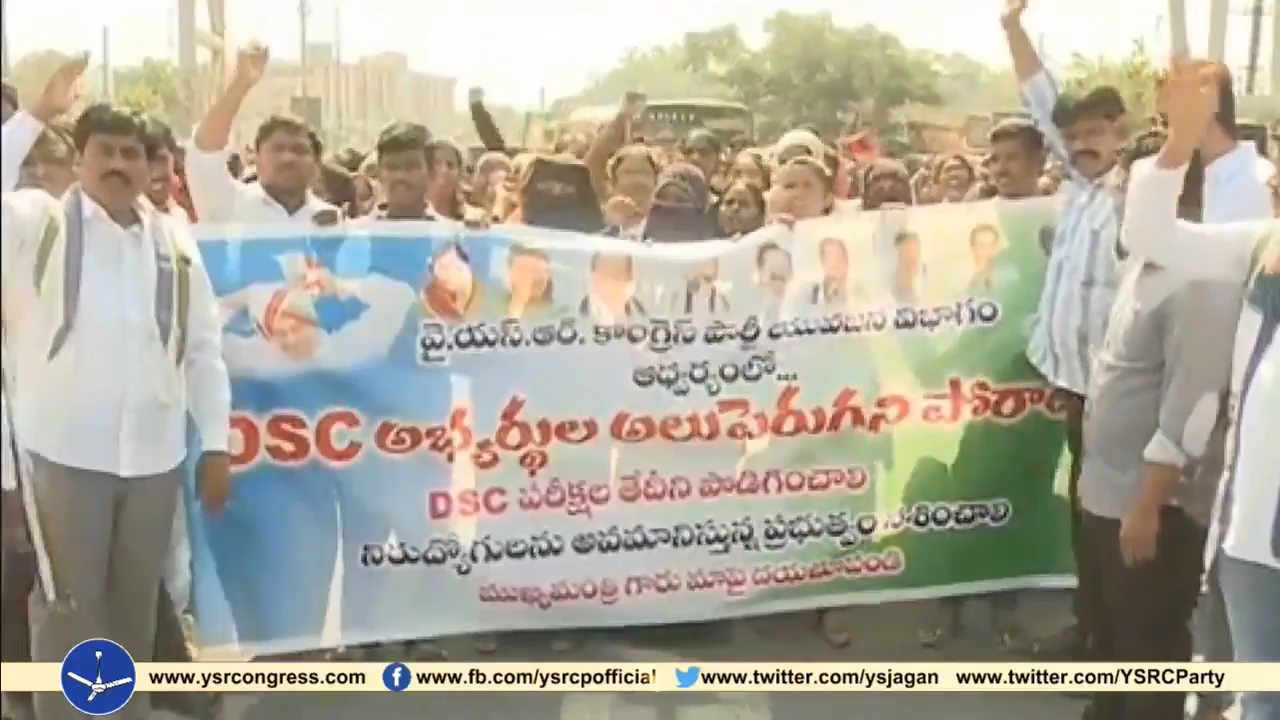 వై.యస్.ఆర్. కాంగ్రెస్ పార్టీ యువజన విభాగం
ఆధ్వర్యంలో...
DSC అభ్యర్థుల అలుపెరుగని పోరా
DSC పరీక్షల తేదీని పొడిగించాలి
నిరుద్యోగులను అవమానిస్తున్న ప్రభుత్వం నశించాలి
ముఖ్యమంత్రి గారు మాపై దయచూపండి
www.ysrcongress.com www.fb.com/ysrcpofficial www.twitter.com/ysjagan www.twitter.com/YSRCParty